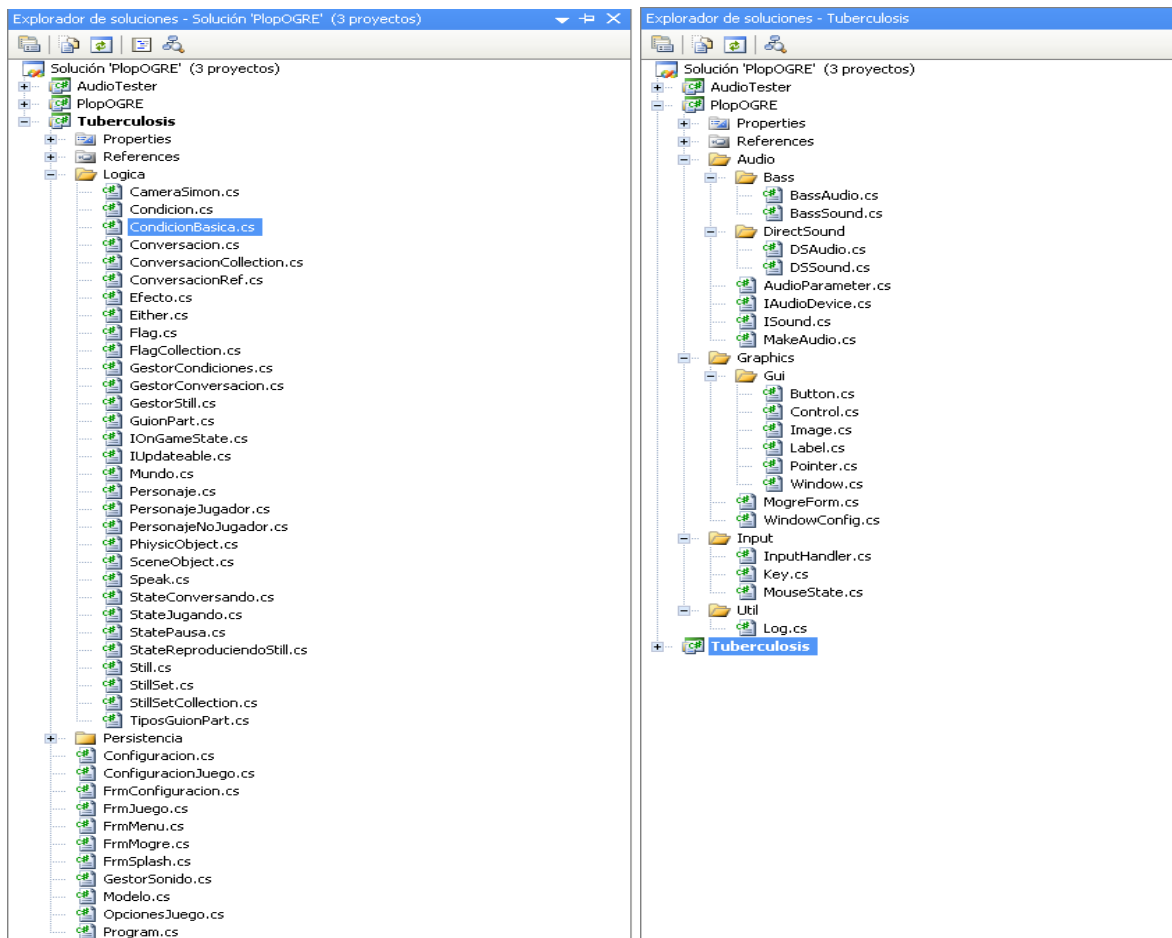 Explorador de soluciones - Solución 'PlopOGRE' (3 proyectos)
Solución 'PlopOGRE' (3 proyectos)
AudioTester
PlopOGRE
Tuberculosis
Properties
References
Logica
CameraSimon.cs
Condicion.cs
CondicionBasica.cs
Conversacion.cs
ConversacionCollection.cs
ConversacionRef.cs
Efecto.cs
Either.cs
Flag.cs
FlagCollection.cs
GestorCondiciones.cs
GestorConversacion.cs
GestorStill.cs
GuionPart.cs
IOnGameState.cs
IUpdateable.cs
Mundo.cs
Personaje.cs
PersonajeJugador.cs
PersonajeNoJugador.cs
PhiysicObject.cs
SceneObject.cs
Speak.cs
StateConversando.cs
StateJugando.cs
StatePausa.cs
StateReproduciendoStill.cs
Still.cs
StillSet.cs
StillSetCollection.cs
TiposGuionPart.cs
Persistencia
Configuracion.cs
ConfiguracionJuego.cs
FrmConfiguracion.cs
FrmJuego.cs
FrmMenu.cs
FrmMogre.cs
FrmSplash.cs
GestorSonido.cs
Modelo.cs
OpcionesJuego.cs
Program.cs
Explorador de soluciones - Tuberculosis
Solución 'PlopOGRE' (3 proyectos)
AudioTester
PlopOGRE
Properties
References
Audio
Bass
BassAudio.cs
BassSound.cs
DirectSound
DSAudio.cs
DSSound.cs
AudioParameter.cs
IAudioDevice.cs
ISound.cs
MakeAudio.cs
Graphics
Gui
Button.cs
Control.cs
Image.cs
Label.cs
Pointer.cs
Window.cs
MogreForm.cs
WindowConfig.cs
Input
InputHandler.cs
Key.cs
MouseState.cs
Util
Log.cs
Tuberculosis